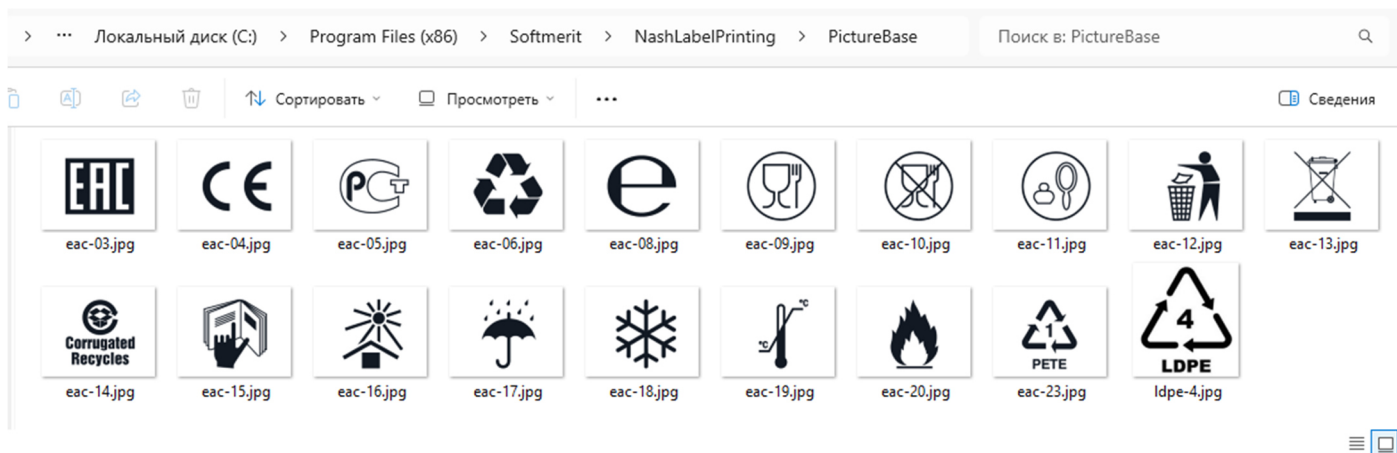 Локальный диск (C:) > Program Files (x86) > Softmerit > NashLabelPrinting > PictureBase
Поиск в: PictureBase
Сортировать
Просмотреть
Сведения
EAC
CE
РСТ
e
eac-03.jpg
eac-04.jpg
eac-05.jpg
eac-06.jpg
eac-08.jpg
eac-09.jpg
eac-10.jpg
eac-11.jpg
eac-12.jpg
eac-13.jpg
Corrugated
Recycles
°C
°C
1
PETE
4
LDPE
eac-14.jpg
eac-15.jpg
eac-16.jpg
eac-17.jpg
eac-18.jpg
eac-19.jpg
eac-20.jpg
eac-23.jpg
ldpe-4.jpg